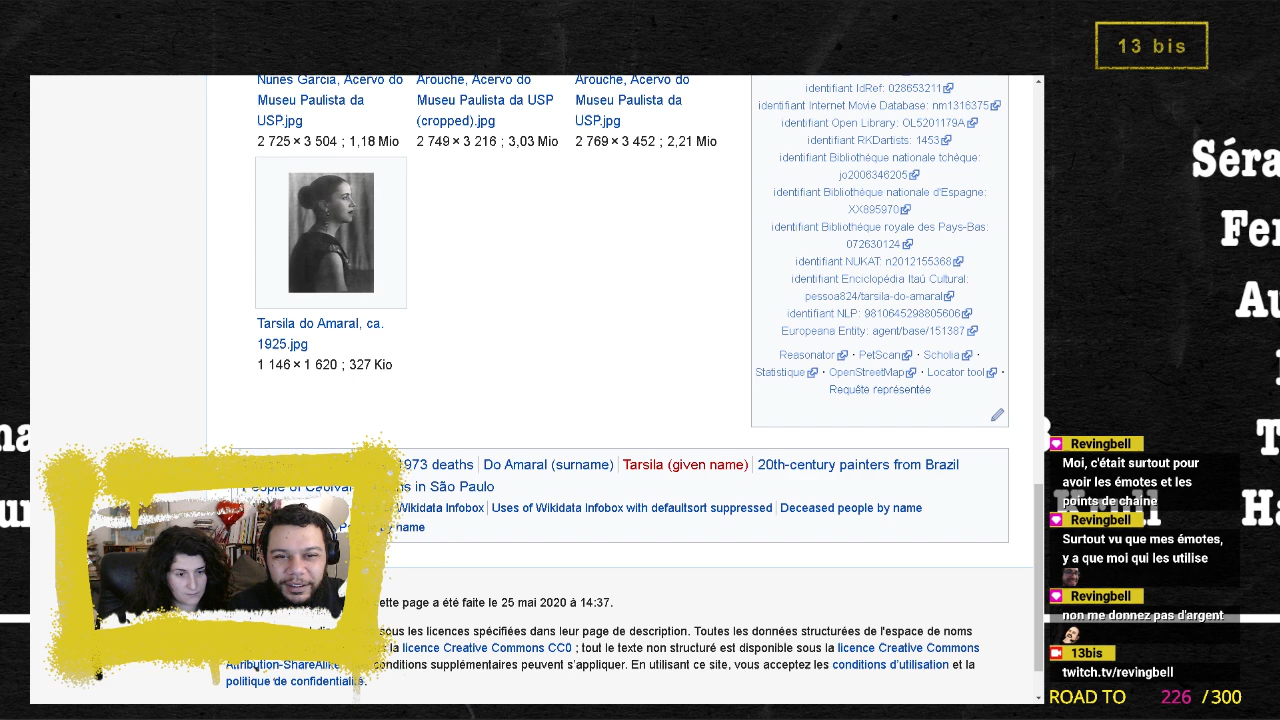 13 bis
Nunes Garcia, Acervo do
Museu Paulista da
USP.jpg
2 725 × 3 504 ; 1,18 Mio
Arouche, Acervo do
Museu Paulista da USP
(cropped).jpg
2 749 × 3 216 ; 3,03 Mio
Arouche, Acervo do
Museu Paulista da
USP.jpg
2 769 × 3 452 ; 2,21 Mio
Tarsila do Amaral, ca.
1925.jpg
1 146 × 1 620 ; 327 Kio
identifiant IdRef: 028653211
identifiant Internet Movie Database: nm1316375
identifiant Open Library: OL5201179A
identifiant RKDartists: 1453
identifiant Bibliothèque nationale tchèque:
jo2006346205
identifiant Bibliothèque nationale d'Espagne:
XX895970
identifiant Bibliothèque royale des Pays-Bas:
072630124
identifiant NUKAT: n2012155368
identifiant Enciclopédia Itaú Cultural:
pessoa824/tarsila-do-amaral
identifiant NLP: 9810645298805606
Europeana Entity: agent/base/151387
Reasonator · PetScan · Scholia ·
Statistique · OpenStreetMap · Locator tool ·
Requête représentée
973 deaths | Do Amaral (surname) | Tarsila (given name) | 20th-century painters from Brazil
in São Paulo
Wikidata Infobox | Uses of Wikidata Infobox with defaultsort suppressed | Deceased people by name
name
ette page a été faite le 25 mai 2020 à 14:37.
sous les licences spécifiées dans leur page de description. Toutes les données structurées de l'espace de noms
la licence Creative Commons CC0 ; tout le texte non structuré est disponible sous la licence Creative Commons
Attribution-ShareAlike conditions supplémentaires peuvent s'appliquer. En utilisant ce site, vous acceptez les conditions d'utilisation et la
politique de confidentialité.
Séra
Fer
Au
T
Ha
Revingbell
Moi, c'était surtout pour
avoir les émotes et les
points de chaîne
Revingbell
Surtout vu que mes émotes,
y a que moi qui les utilise
Revingbell
non me donnez pas d'argent
13bis
twitch.tv/revingbell
ROAD TO 226 /300